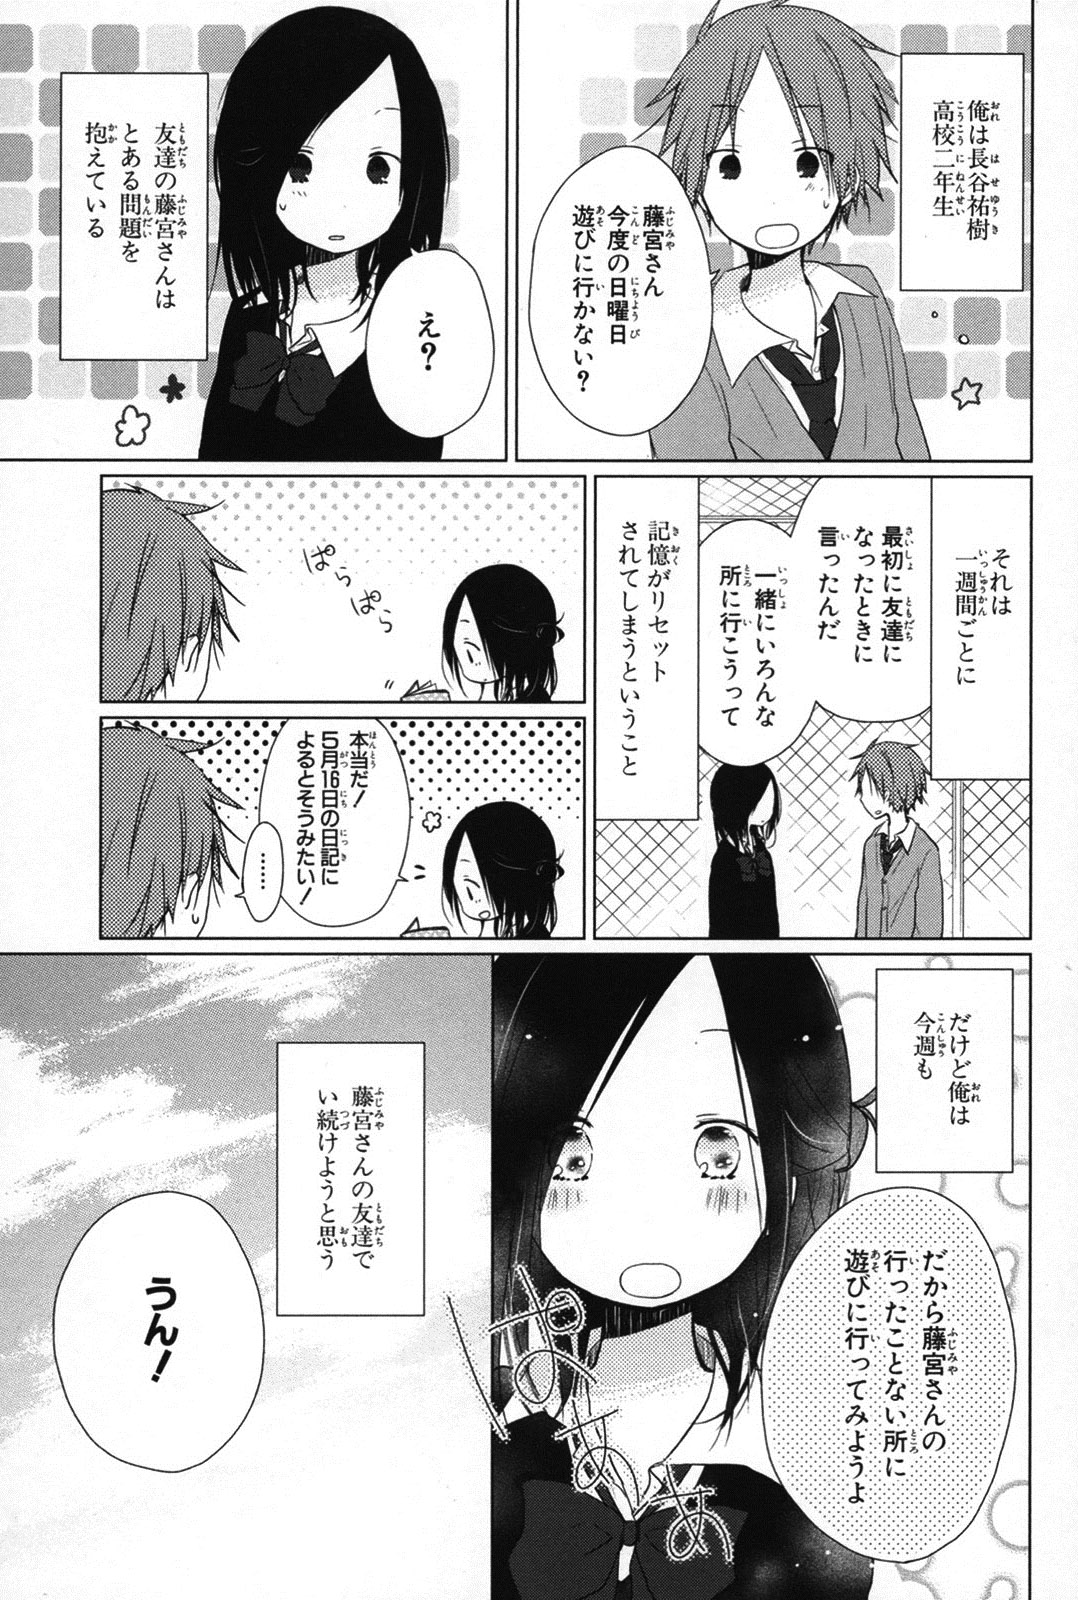 俺は長谷祐樹
高校二年生
藤宮さん
今度の日曜日
遊びに行かない?
え?
友達の藤宮さんは
とある問題を
抱えている
それは
一週間ごとに
最初に友達に
なったときに
言ったんだ
一緒にいろんな
所に行こうって
記憶がリセット
されてしまうということ
ぱらぱら
本当だ!
5月16日の日記に
よるとそうみたい!
……
だけど俺は
今週も
だから藤宮さんの
行ったことない所に
遊びに行ってみようよ
ぱあああ
藤宮さんの友達で
い続けようと思う
うん!